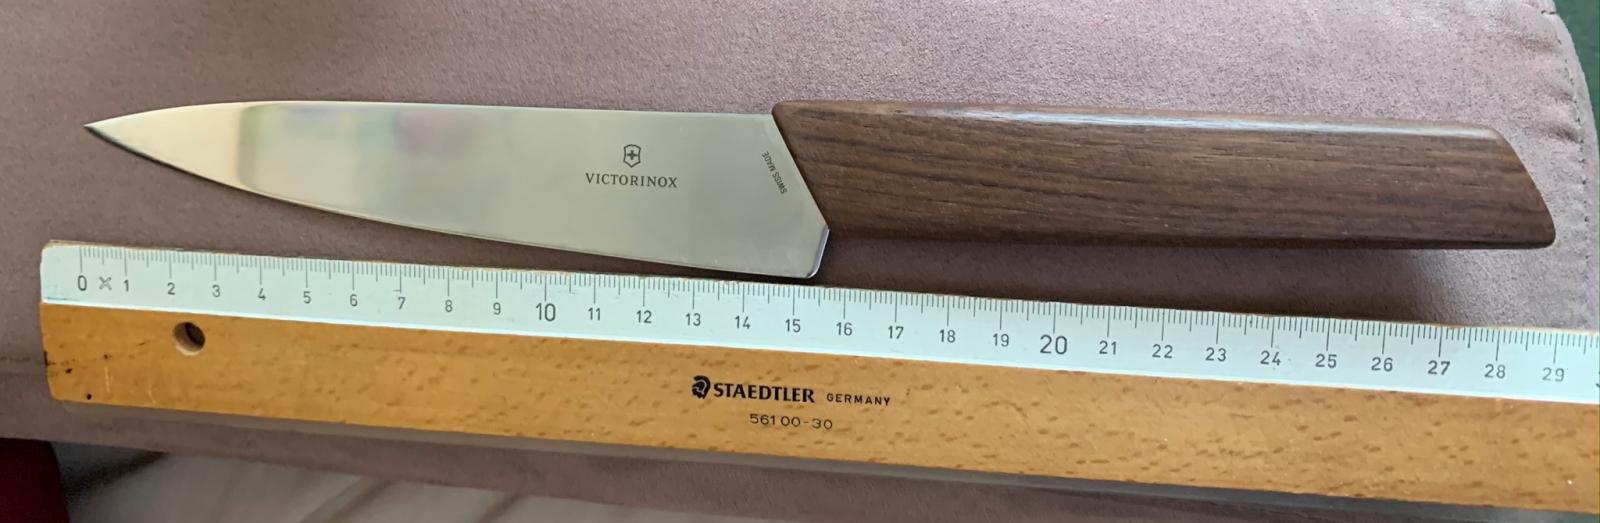 VICTORINOX
SWISS MADE
0 1 2 3 4 5 6 7 8 9 10 11 12 13 14 15 16 17 18 19 20 21 22 23 24 25 26 27 28 29
STAEDTLER GERMANY
561 00-30